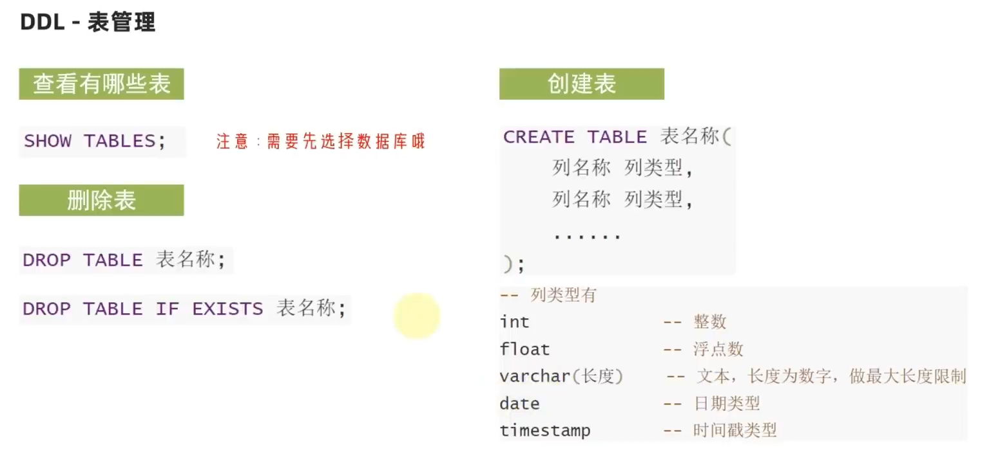 DDL - 表管理
查看有哪些表
SHOW TABLES;
注意：需要先选择数据库哦
删除表
DROP TABLE 表名称;
DROP TABLE IF EXISTS 表名称;
创建表
CREATE TABLE 表名称(
列名称 列类型,
列名称 列类型,
......
);
-- 列类型有
int -- 整数
float -- 浮点数
varchar(长度) -- 文本，长度为数字，做最大长度限制
date -- 日期类型
timestamp -- 时间戳类型